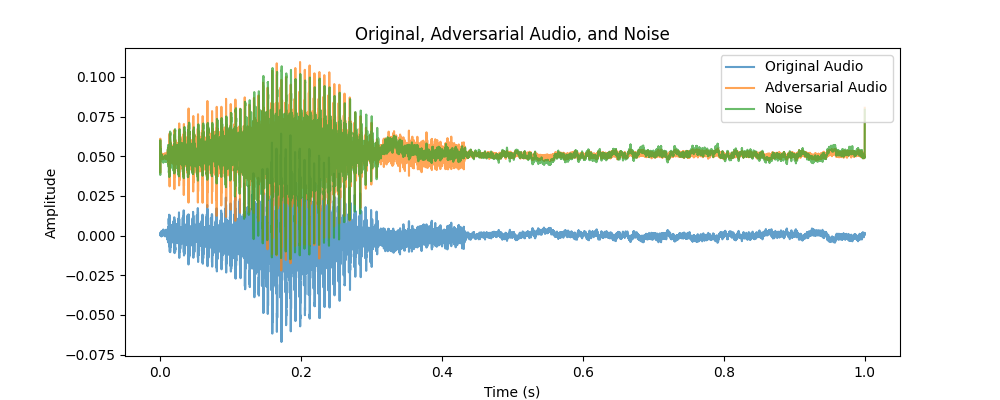 Original, Adversarial Audio, and Noise
Original Audio
Adversarial Audio
Noise
Amplitude
0.100
0.075
0.050
0.025
0.000
−0.025
−0.050
−0.075
0.0
0.2
0.4
0.6
0.8
1.0
Time (s)